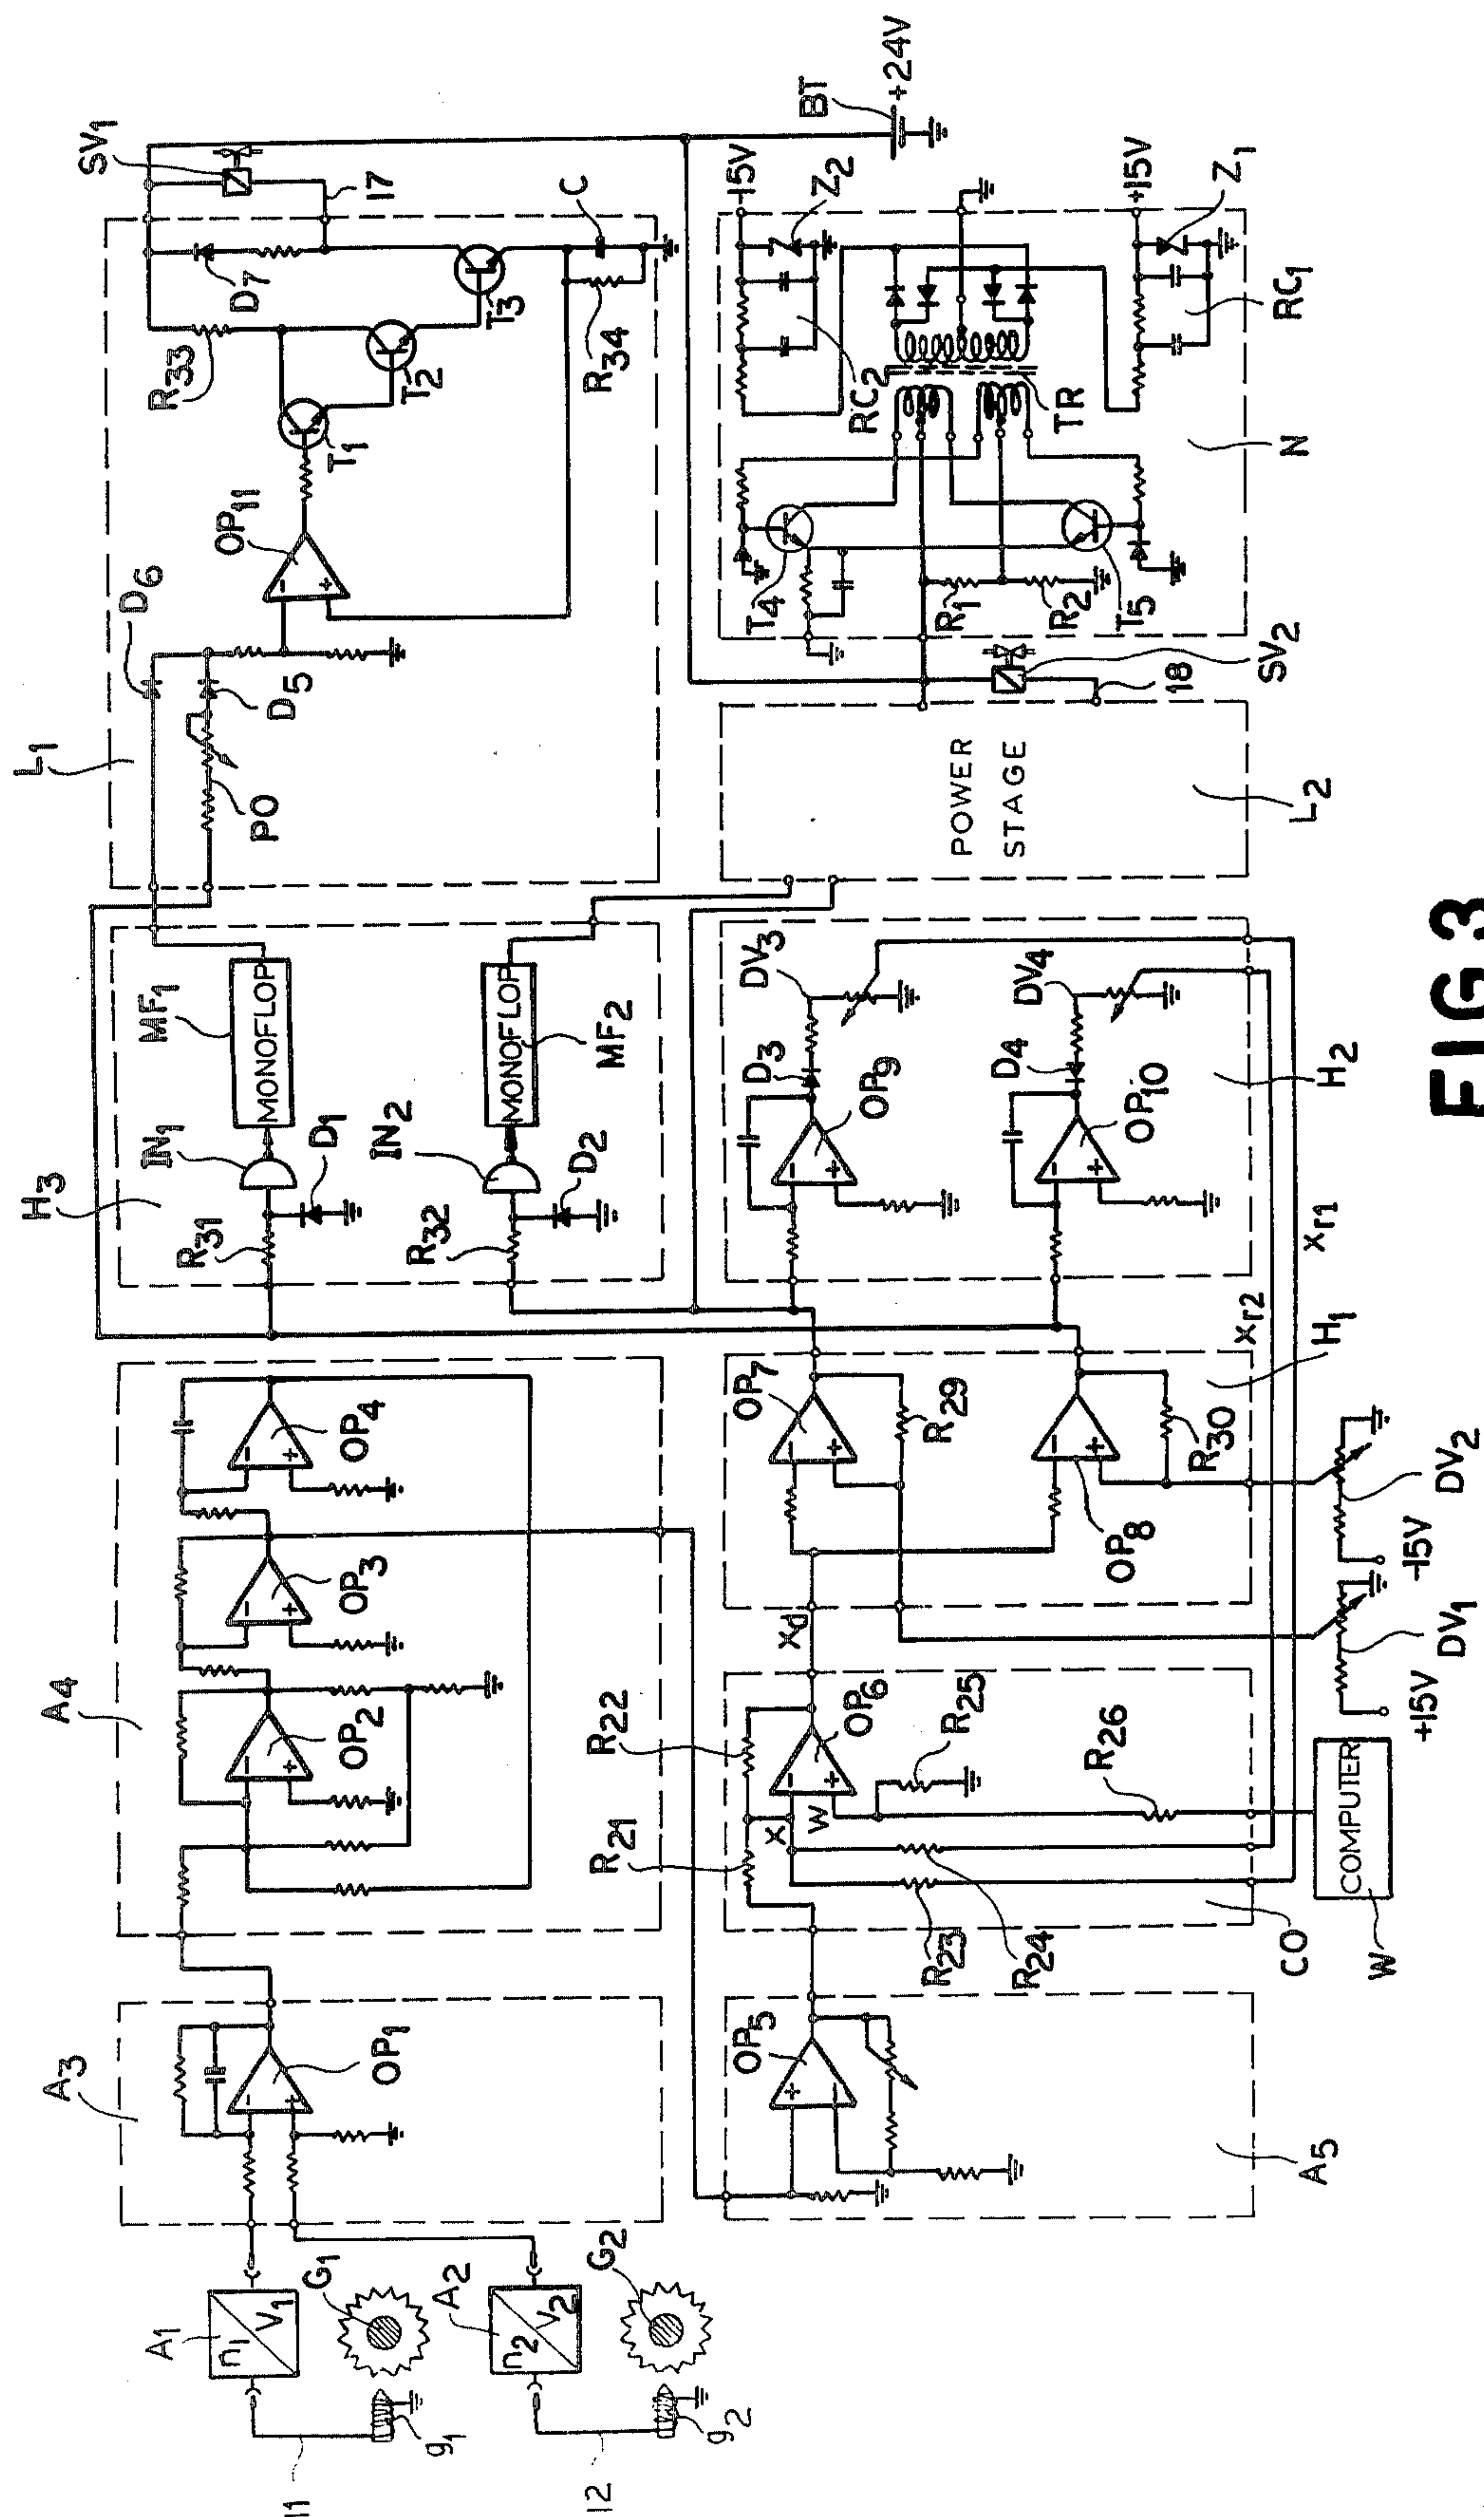 11
g1
G1
A1
n1
V1
12
g2
G2
A2
n2
V2
A3
OP1
A4
OP2
OP3
OP4
H3
R31
IN1
D1
MF1
MONOFLOP
R32
IN2
D2
MF2
MONOFLOP
L1
PO
D5
D6
OP11
T1
T2
T3
R33
R34
D7
C
SV1
17
BT
+24V
A5
OP5
R21
R22
X
W
OP6
R25
R26
R23
R24
CO
COMPUTER
W
Xd
OP7
R29
OP8
R30
H1
+15V
DV1
-15V
DV2
Xr2
Xr1
OP9
D3
DV3
OP10
D4
DV4
H2
POWER
STAGE
L2
18
SV2
T4
R1
R2
T5
TR
N
RC2
RC1
-15V
Z2
+15V
Z1
FIG.3